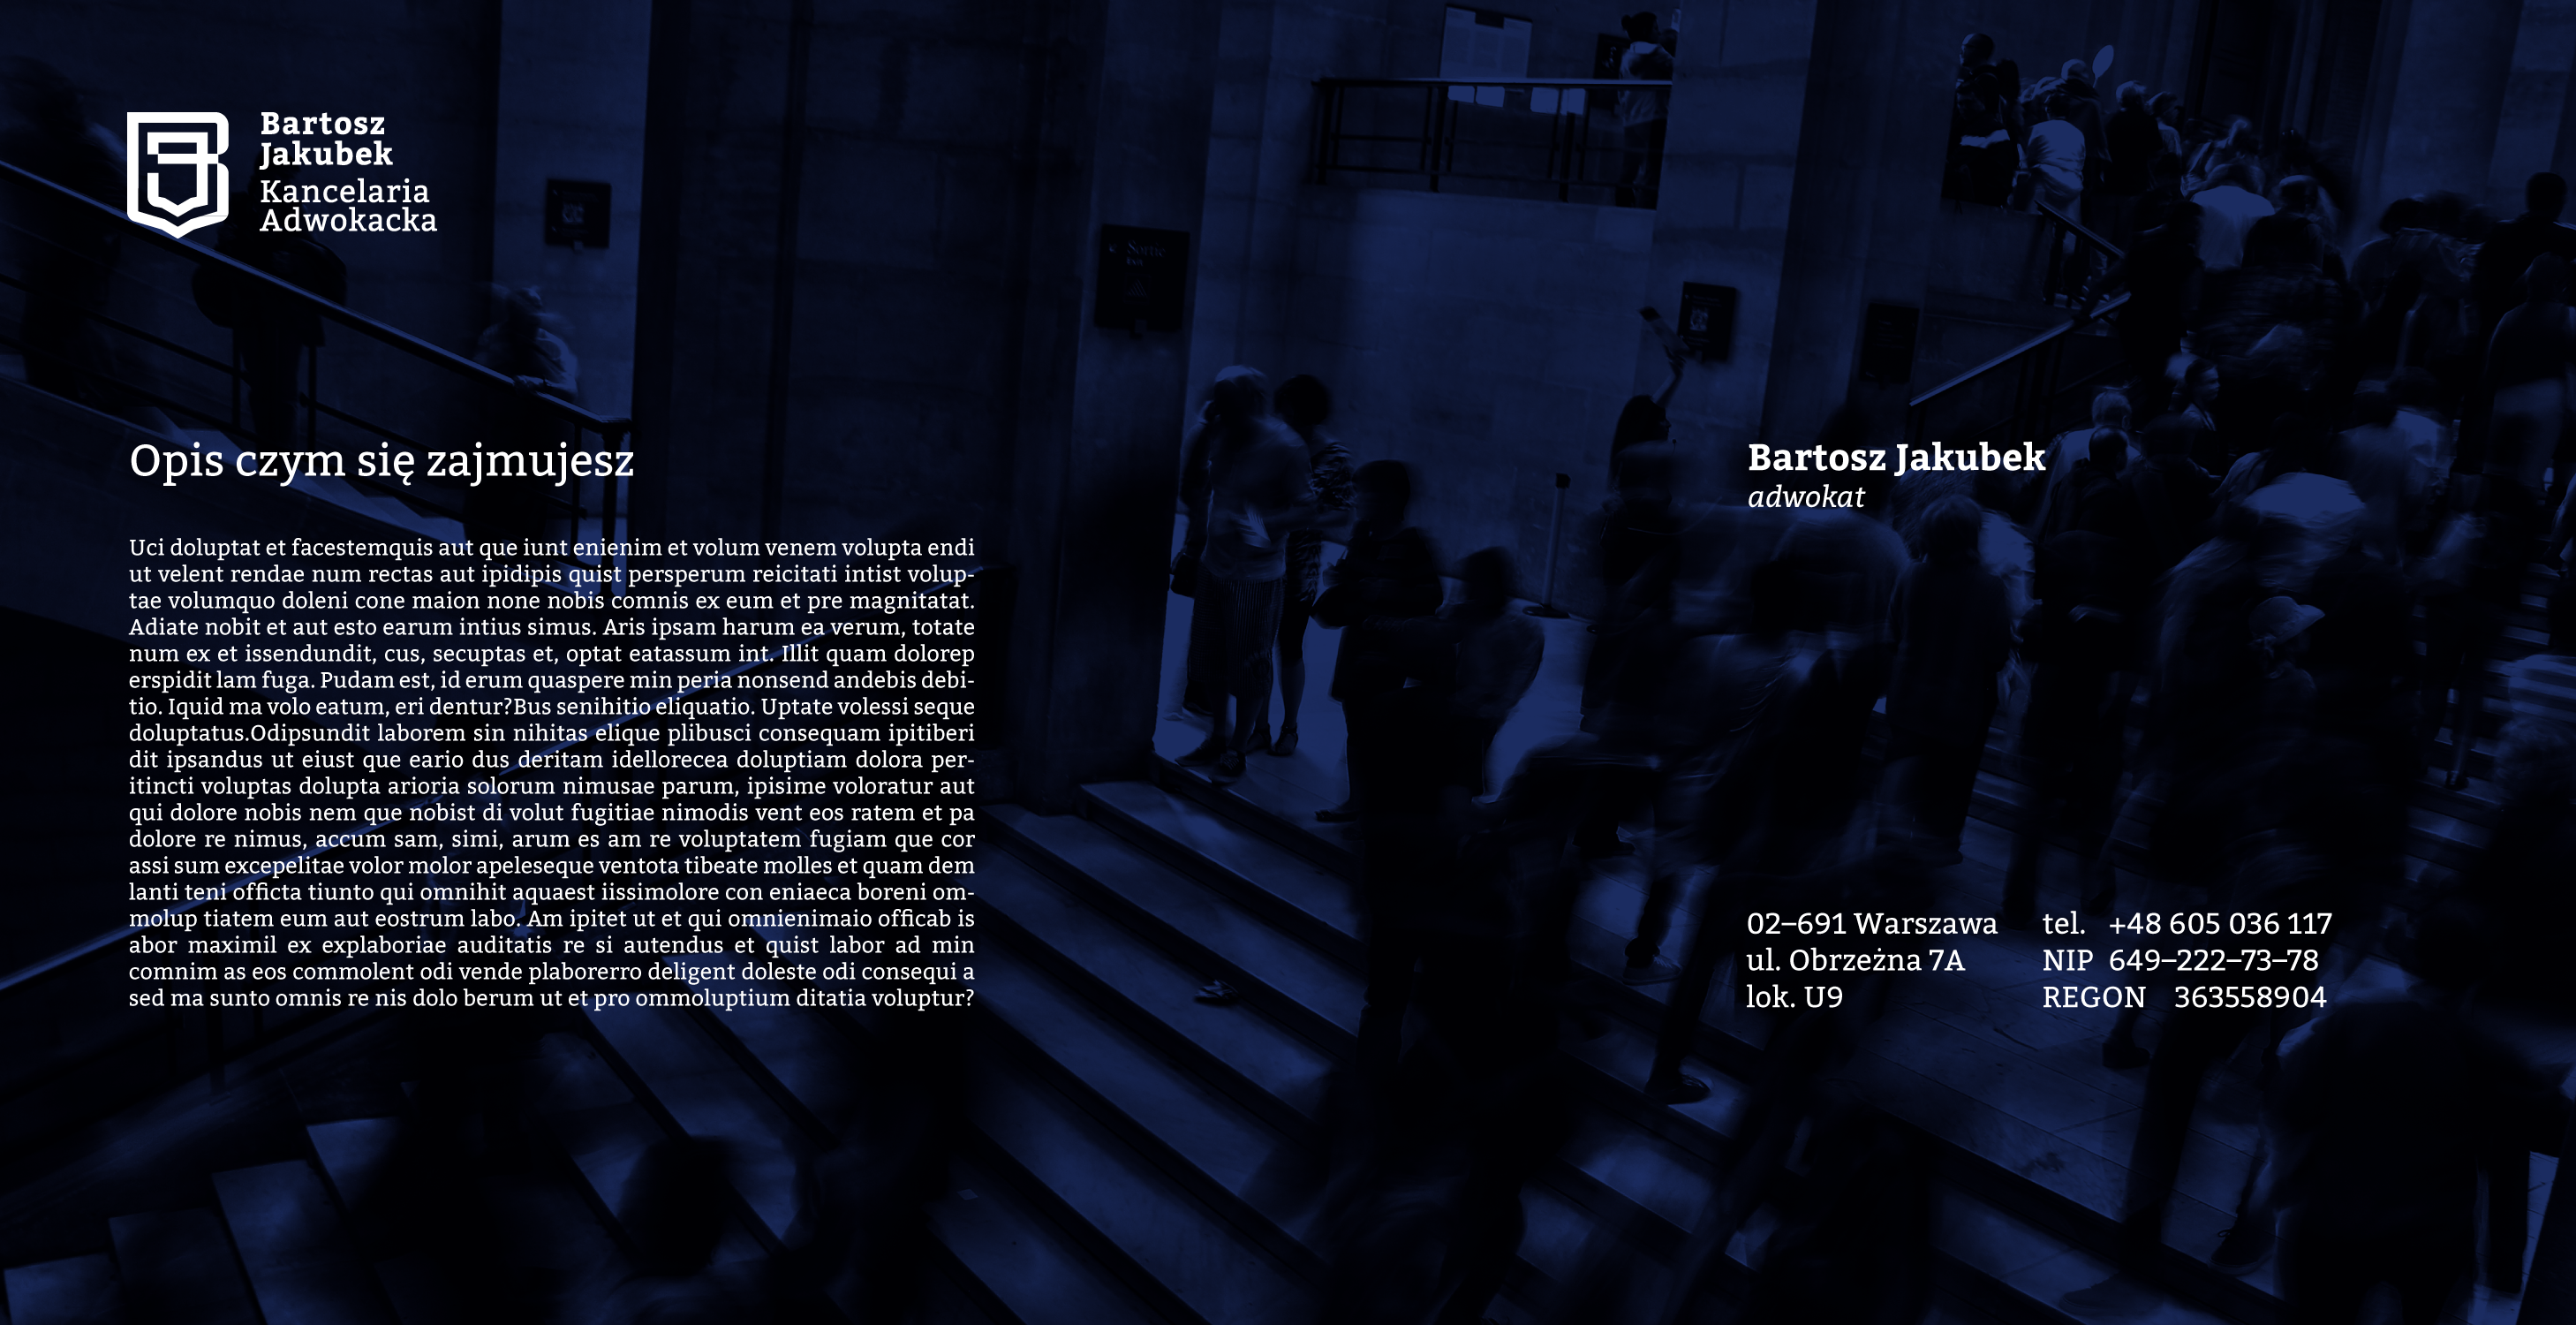 Bartosz
Jakubek
Kancelaria
Adwokacka
Sortie
Opis czym się zajmujesz
Uci doluptat et facestemquis aut que iunt enienim et volum venem volupta endi
ut velent rendae num rectas aut ipidipis quist persperum reicitati intist volup-
tae volumquo doleni cone maion none nobis comnis ex eum et pre magnitatat.
Adiate nobit et aut esto earum intius simus. Aris ipsam harum ea verum, totate
num ex et issendundit, cus, secuptas et, optat eatassum int. Illit quam dolorep
erspidit lam fuga. Pudam est, id erum quaspere min peria nonsend andebis debi-
tio. Iquid ma volo eatum, eri dentur?Bus senihitio eliquatio. Uptate volessi seque
doluptatus.Odipsundit laborem sin nihitas elique plibusci consequam ipitiberi
dit ipsandus ut eiust que eario dus deritam idellorecea doluptiam dolora per-
itincti voluptas dolupta arioria solorum nimusae parum, ipisime voloratur aut
qui dolore nobis nem que nobist di volut fugitiae nimodis vent eos ratem et pa
dolore re nimus, accum sam, simi, arum es am re voluptatem fugiam que cor
assi sum excepelitae volor molor apeleseque ventota tibeate molles et quam dem
lanti teni officta tiunto qui omnihit aquaest iissimolore con eniaeca boreni om-
molup tiatem eum aut eostrum labo. Am ipitet ut et qui omnienimaio officab is
abor maximil ex explaboriae auditatis re si autendus et quist labor ad min
comnim as eos commolent odi vende plaborerro deligent doleste odi consequi a
sed ma sunto omnis re nis dolo berum ut et pro ommoluptium ditatia voluptur?
Bartosz Jakubek
adwokat
02–691 Warszawa
ul. Obrzeżna 7A
lok. U9
tel. +48 605 036 117
NIP 649–222–73–78
REGON 363558904